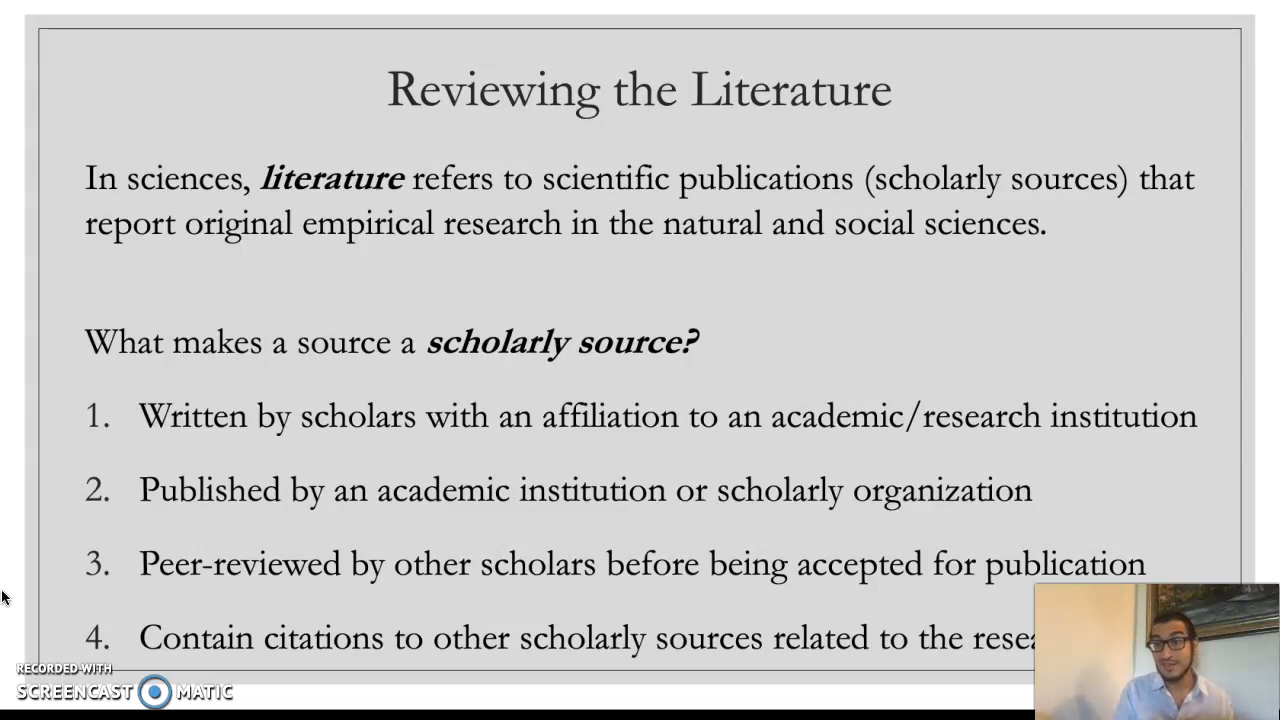 Reviewing the Literature
In sciences, literature refers to scientific publications (scholarly sources) that
report original empirical research in the natural and social sciences.
What makes a source a scholarly source?
1. Written by scholars with an affiliation to an academic/research institution
2. Published by an academic institution or scholarly organization
3. Peer-reviewed by other scholars before being accepted for publication
4. Contain citations to other scholarly sources related to the
RECORDED WITH
SCREENCAST MATIC